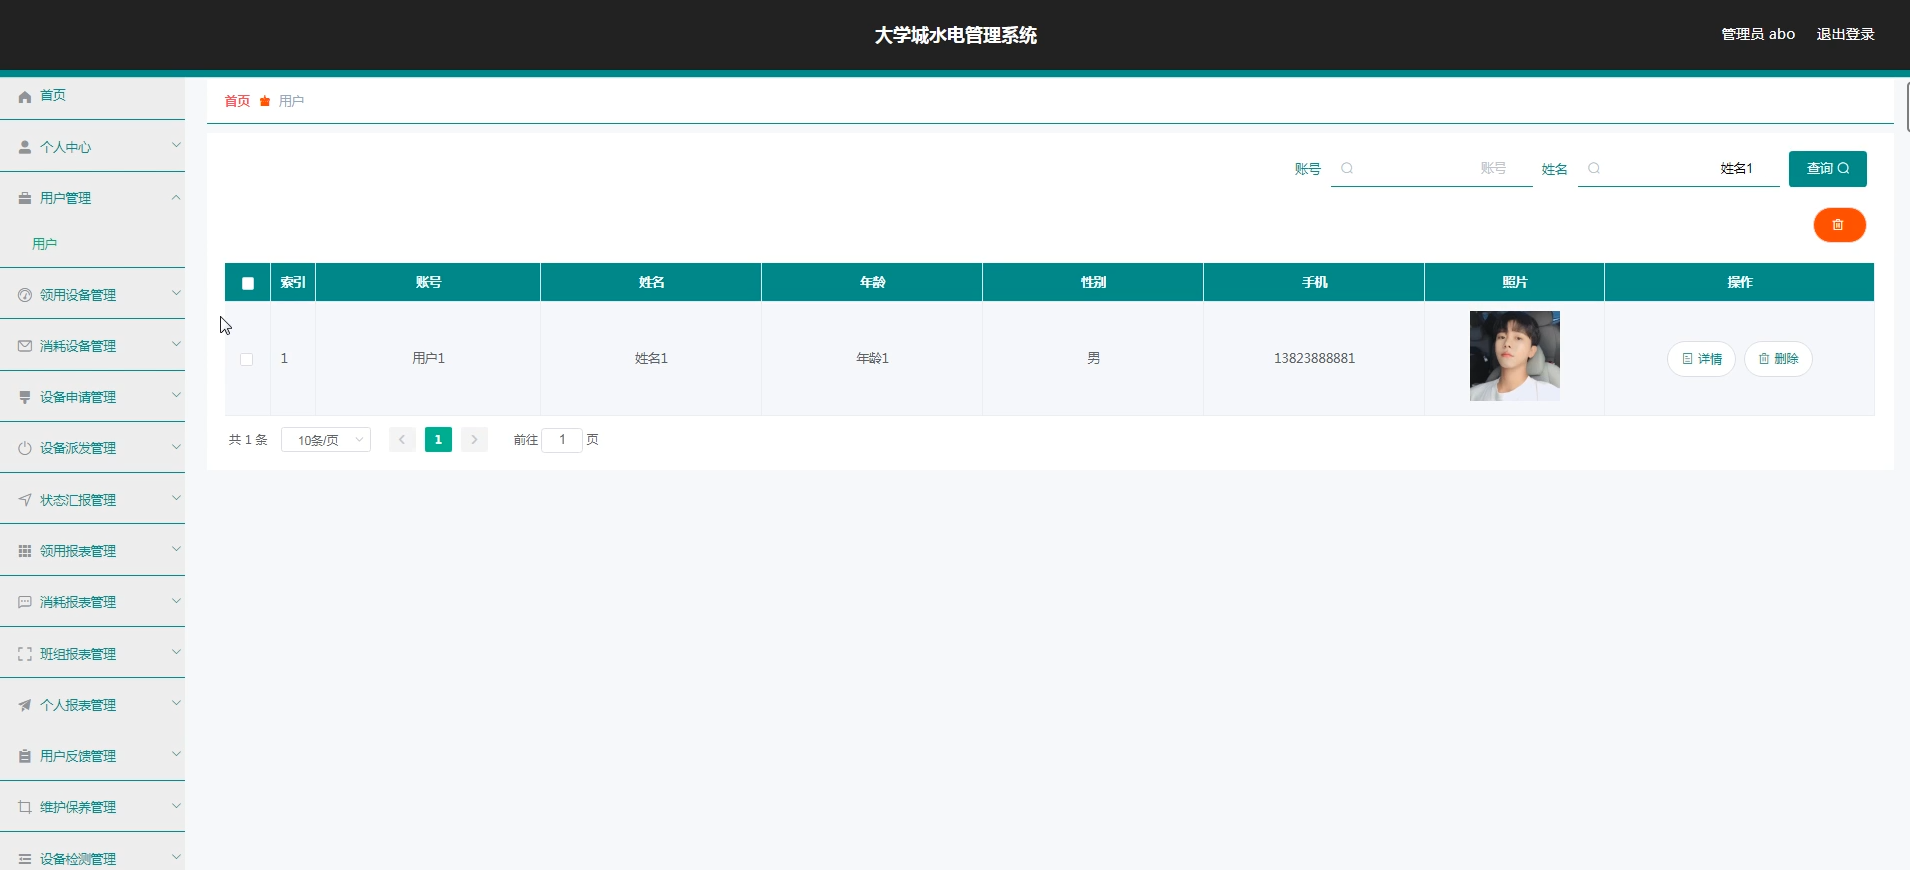 大学城水电管理系统
管理员 abo 退出登录
首页
个人中心
用户管理
用户
领用设备管理
消耗设备管理
设备申请管理
设备派发管理
状态汇报管理
领用报表管理
消耗报表管理
班组报表管理
个人报表管理
用户反馈管理
维护保养管理
设备检测管理
首页 用户
账号 账号 姓名 姓名1 查询
索引 账号 姓名 年龄 性别 手机 照片 操作
1 用户1 姓名1 年龄1 男 13823888881 详情 删除
共 1 条 10条/页 1 前往 1 页